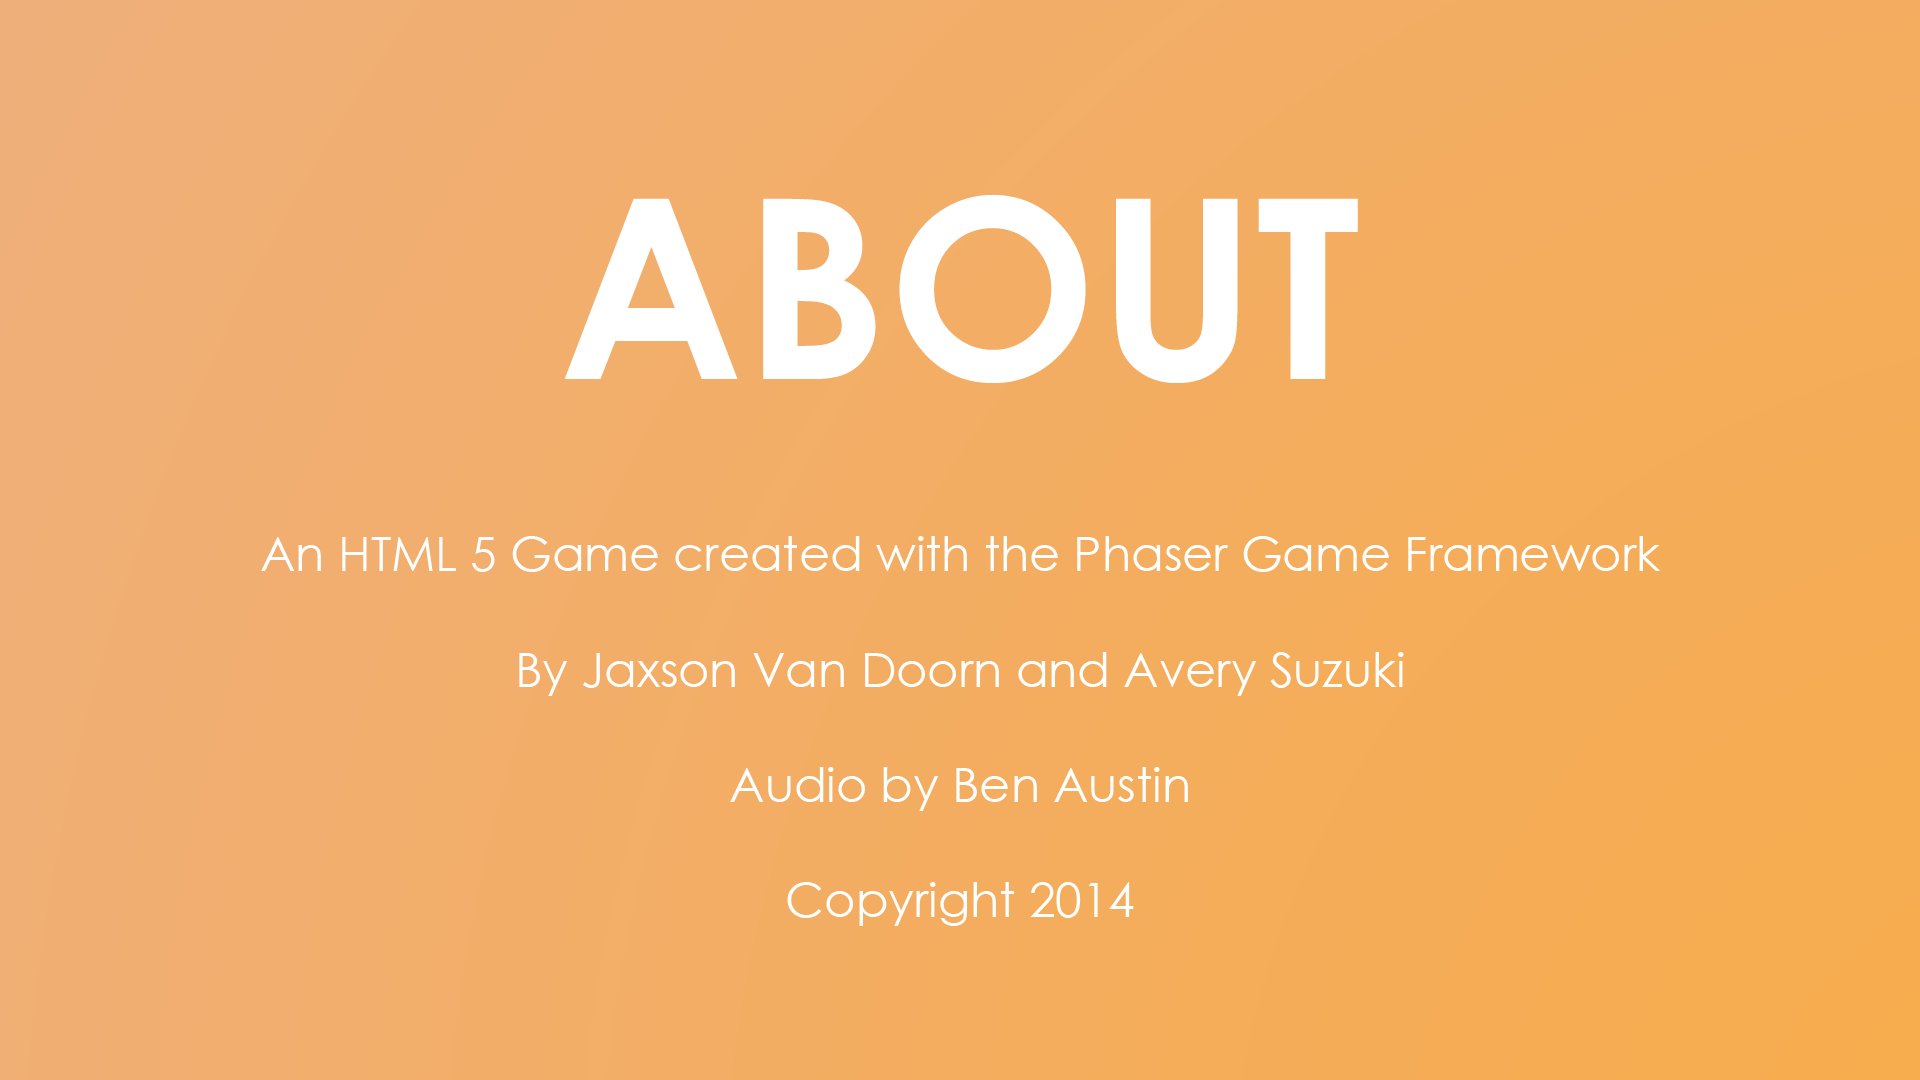 ABOUT
An HTML 5 Game created with the Phaser Game Framework
By Jaxson Van Doorn and Avery Suzuki
Audio by Ben Austin
Copyright 2014